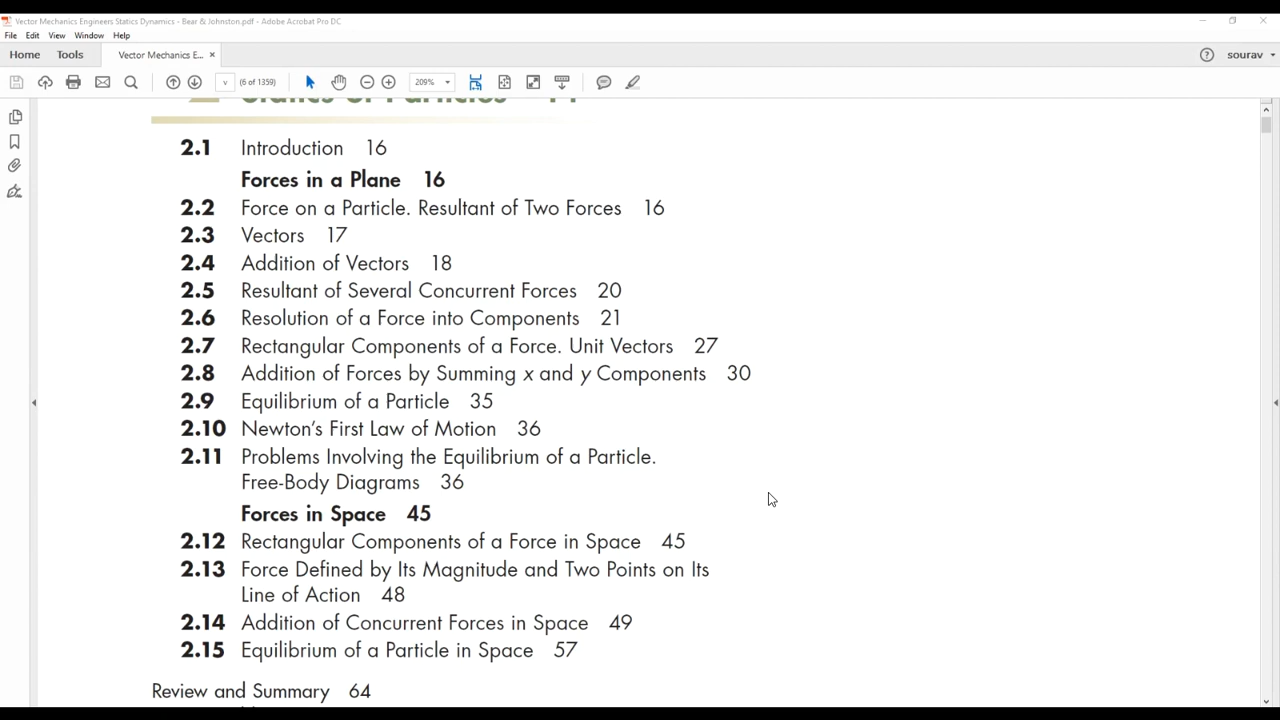 Vector Mechanics Engineers Statics Dynamics - Bear & Johnston.pdf - Adobe Acrobat Pro DC
File Edit View Window Help
Home Tools Vector Mechanics E... × ? sourav
v (6 of 1359) 209%
Statics of Particles 14
2.1 Introduction 16
Forces in a Plane 16
2.2 Force on a Particle. Resultant of Two Forces 16
2.3 Vectors 17
2.4 Addition of Vectors 18
2.5 Resultant of Several Concurrent Forces 20
2.6 Resolution of a Force into Components 21
2.7 Rectangular Components of a Force. Unit Vectors 27
2.8 Addition of Forces by Summing x and y Components 30
2.9 Equilibrium of a Particle 35
2.10 Newton's First Law of Motion 36
2.11 Problems Involving the Equilibrium of a Particle.
Free-Body Diagrams 36
Forces in Space 45
2.12 Rectangular Components of a Force in Space 45
2.13 Force Defined by Its Magnitude and Two Points on Its
Line of Action 48
2.14 Addition of Concurrent Forces in Space 49
2.15 Equilibrium of a Particle in Space 57
Review and Summary 64